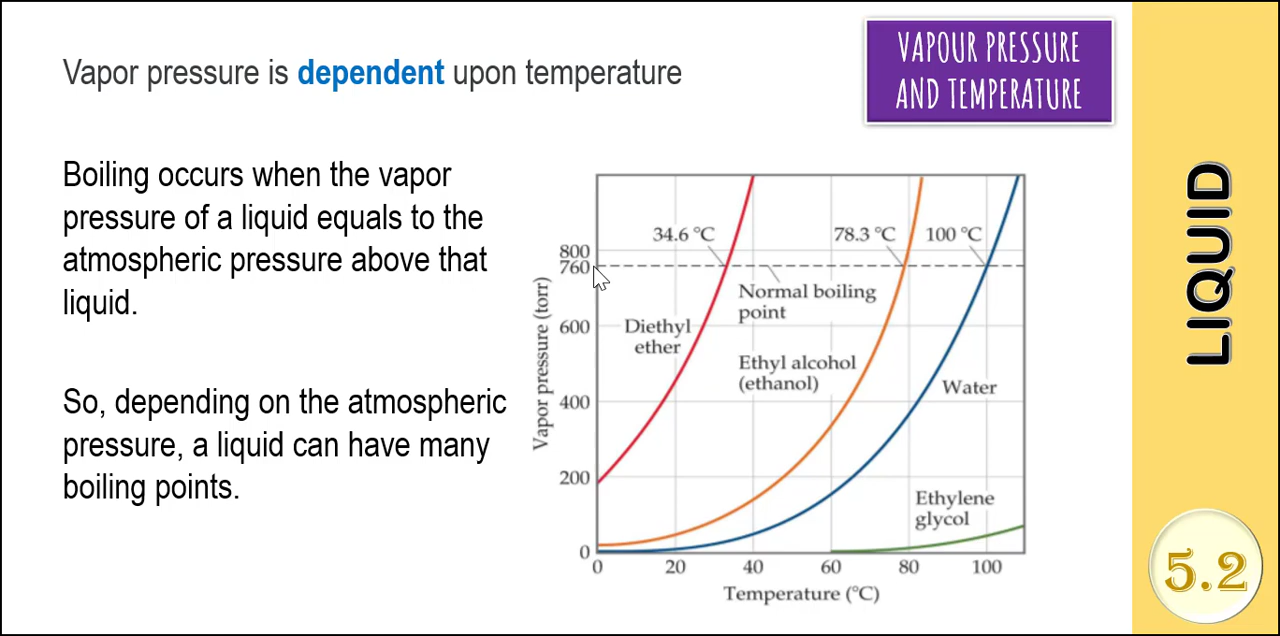 Vapor pressure is dependent upon temperature
VAPOUR PRESSURE
AND TEMPERATURE
Boiling occurs when the vapor
pressure of a liquid equals to the
atmospheric pressure above that
liquid.
So, depending on the atmospheric
pressure, a liquid can have many
boiling points.
34.6 °C
78.3 °C
100 °C
800
760
Normal boiling
point
600
Diethyl
ether
Ethyl alcohol
(ethanol)
Water
400
200
Ethylene
glycol
0
Vapor pressure (torr)
0 20 40 60 80 100
Temperature (°C)
LIQUID
5.2